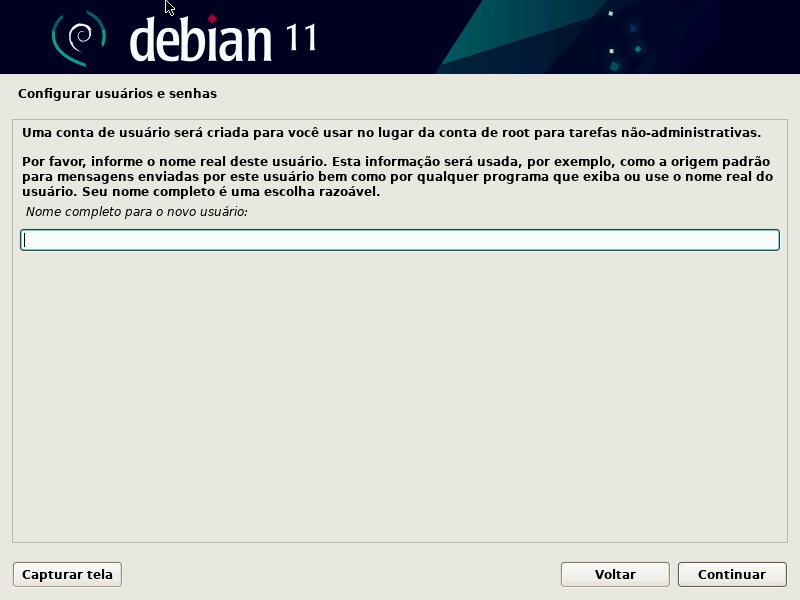 debian 11
Configurar usuários e senhas
Uma conta de usuário será criada para você usar no lugar da conta de root para tarefas não-administrativas.
Por favor, informe o nome real deste usuário. Esta informação será usada, por exemplo, como a origem padrão
para mensagens enviadas por este usuário bem como por qualquer programa que exiba ou use o nome real do
usuário. Seu nome completo é uma escolha razoável.
Nome completo para o novo usuário:
Capturar tela
Voltar
Continuar